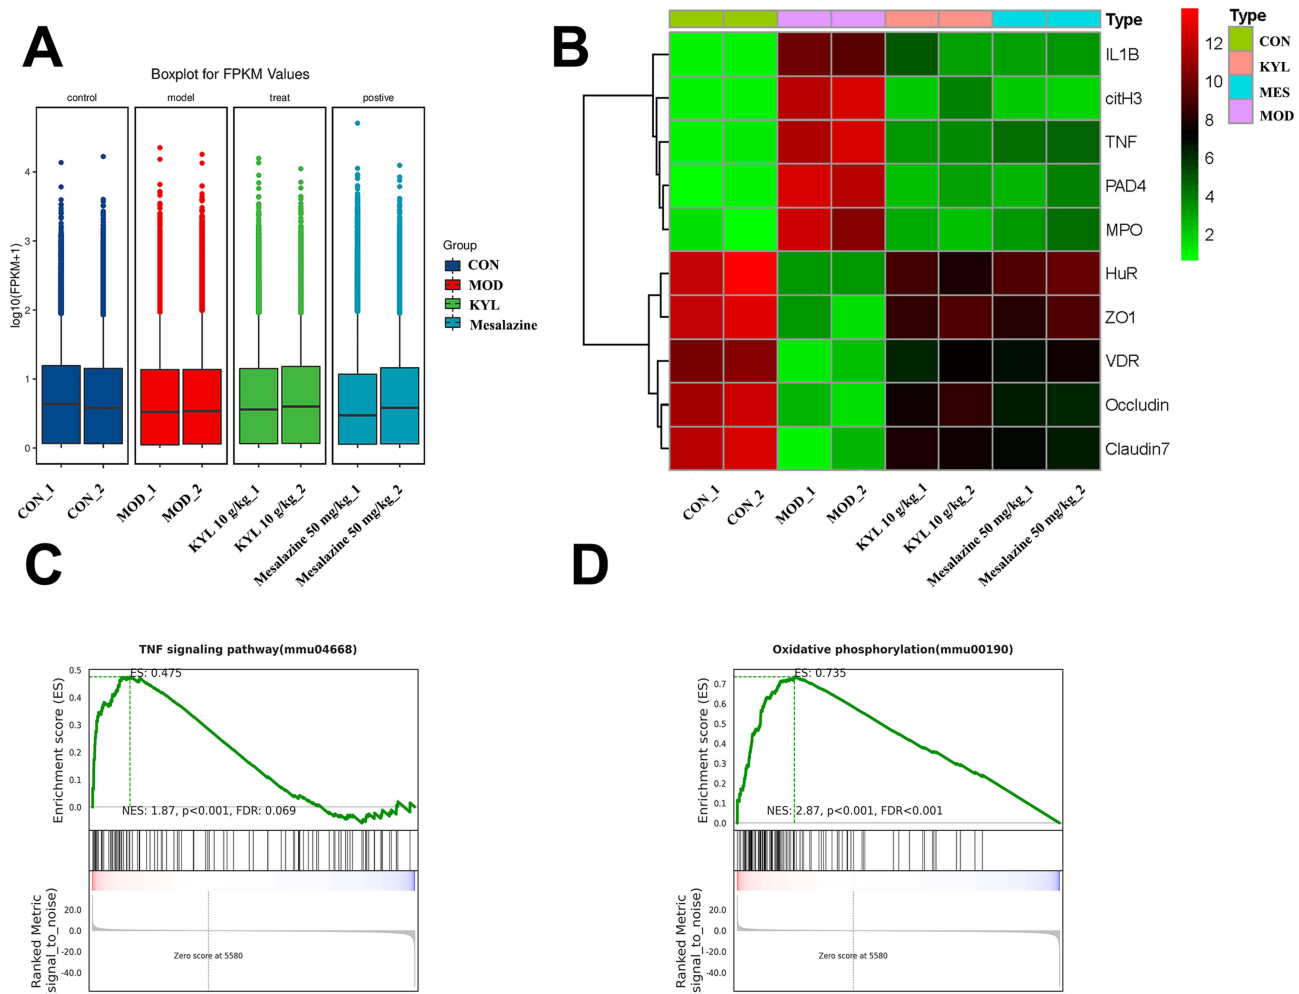 A
Boxplot for FPKM Values
control
model
treat
postive
log10(FPKM+1)
4
3
2
1
0
CON_1
CON_2
MOD_1
MOD_2
KYL 10 g/kg_1
KYL 10 g/kg_2
Mesalazine 50 mg/kg_1
Mesalazine 50 mg/kg_2
Group
CON
MOD
KYL
Mesalazine
B
Type
IL1B
citH3
TNF
PAD4
MPO
HuR
ZO1
VDR
Occludin
Claudin7
CON_1
CON_2
MOD_1
MOD_2
KYL 10 g/kg_1
KYL 10 g/kg_2
Mesalazine 50 mg/kg_1
Mesalazine 50 mg/kg_2
12
10
8
6
4
2
Type
CON
KYL
MES
MOD
C
TNF signaling pathway(mmu04668)
Enrichment score (ES)
0.5
0.4
0.3
0.2
0.1
0.0
ES: 0.475
NES: 1.87, p<0.001, FDR: 0.069
Ranked Metric
signal_to_noise)
20.0
0.0
-20.0
-40.0
Zero score at 5580
D
Oxidative phosphorylation(mmu00190)
Enrichment score (ES)
0.7
0.6
0.5
0.4
0.3
0.2
0.1
0.0
ES: 0.735
NES: 2.87, p<0.001, FDR<0.001
Ranked Metric
signal_to_noise)
20.0
0.0
-20.0
-40.0
Zero score at 5580